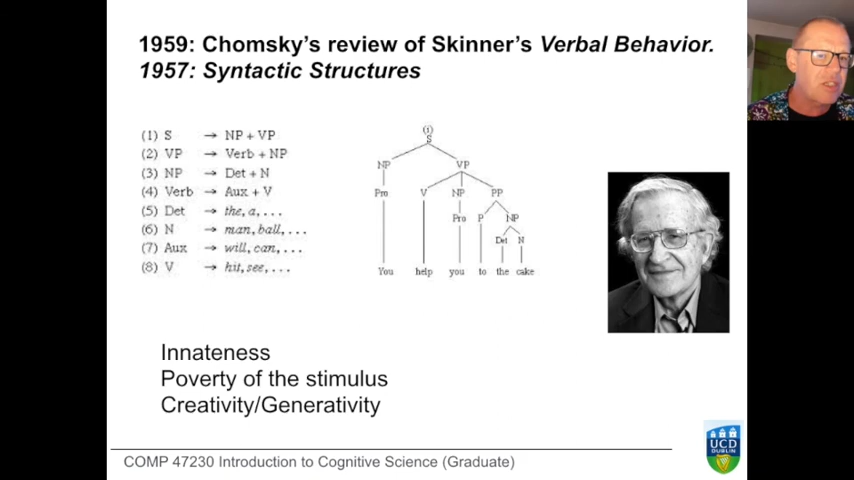 1959: Chomsky's review of Skinner's Verbal Behavior.
1957: Syntactic Structures
(1) S → NP + VP
(2) VP → Verb + NP
(3) NP → Det + N
(4) Verb → Aux + V
(5) Det → the, a, . . .
(6) N → man, ball, . . .
(7) Aux → will, can, . . .
(8) V → hit, see, . . .
(i)
S
NP VP
Pro V NP PP
Pro P NP
Det N
You help you to the cake
Innateness
Poverty of the stimulus
Creativity/Generativity
COMP 47230 Introduction to Cognitive Science (Graduate)
UCD
DUBLIN